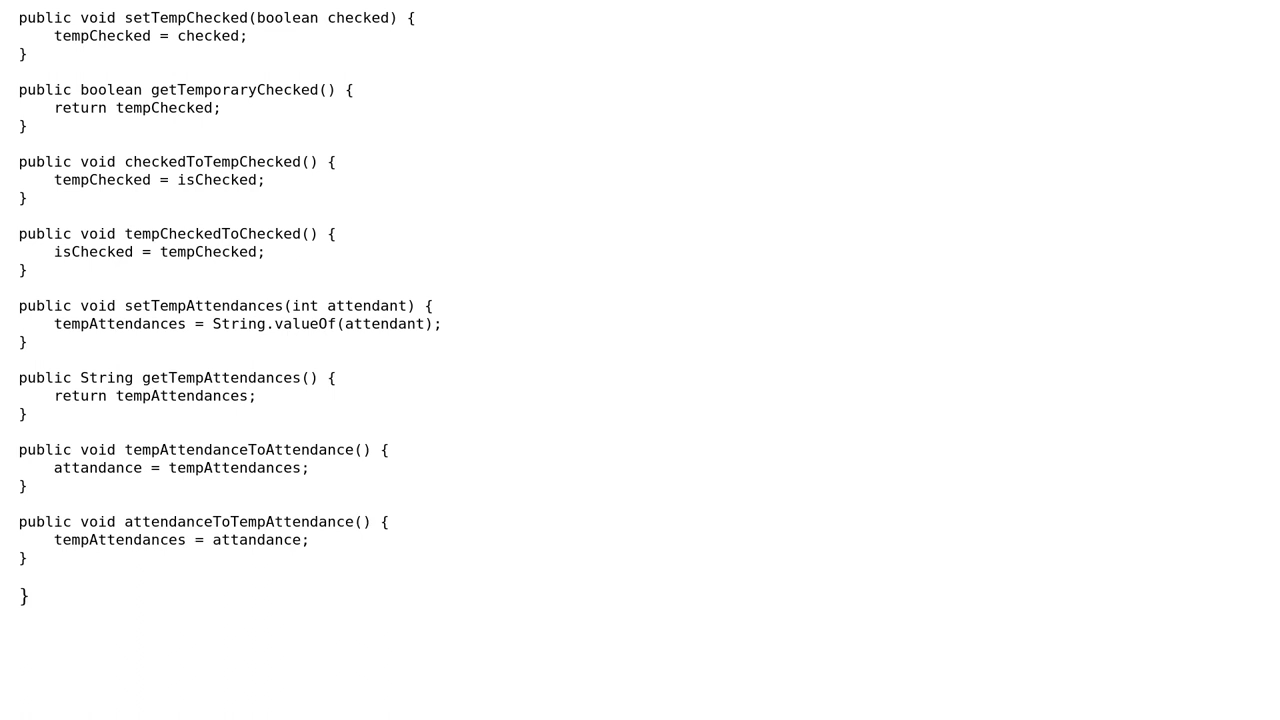 public void setTempChecked(boolean checked) {
    tempChecked = checked;
}

public boolean getTemporaryChecked() {
    return tempChecked;
}

public void checkedToTempChecked() {
    tempChecked = isChecked;
}

public void tempCheckedToChecked() {
    isChecked = tempChecked;
}

public void setTempAttendances(int attendant) {
    tempAttendances = String.valueOf(attendant);
}

public String getTempAttendances() {
    return tempAttendances;
}

public void tempAttendanceToAttendance() {
    attandance = tempAttendances;
}

public void attendanceToTempAttendance() {
    tempAttendances = attandance;
}

}